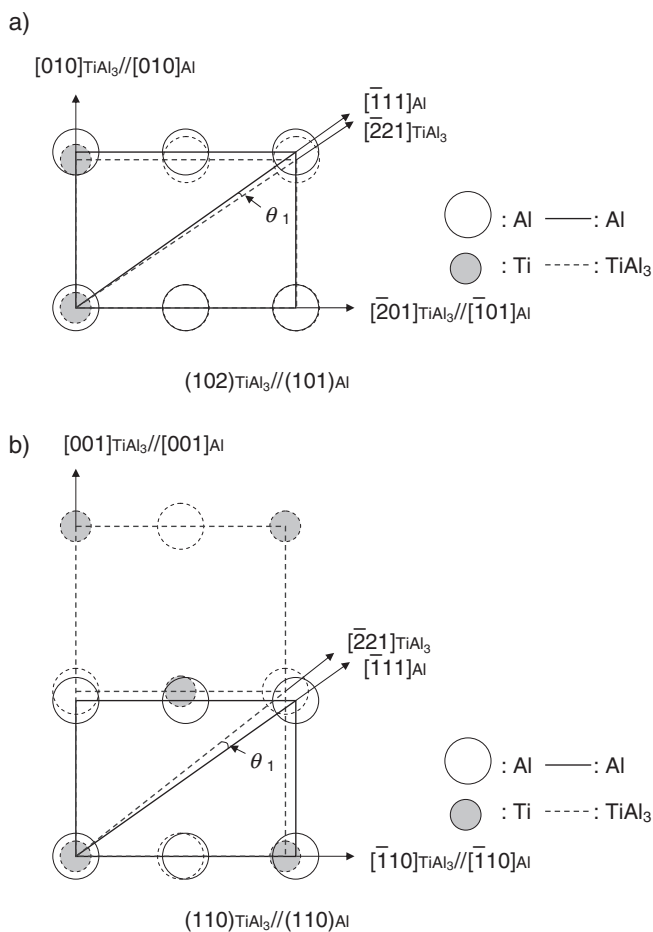 a)
[010]TiAl₃//[010]Al
[1̅11]Al
[2̅21]TiAl₃
θ₁
: Al : Al
: Ti : TiAl₃
[2̅01]TiAl₃//[1̅01]Al
(102)TiAl₃//(101)Al
b)
[001]TiAl₃//[001]Al
[2̅21]TiAl₃
[1̅11]Al
θ₁
: Al : Al
: Ti : TiAl₃
[1̅10]TiAl₃//[1̅10]Al
(110)TiAl₃//(110)Al